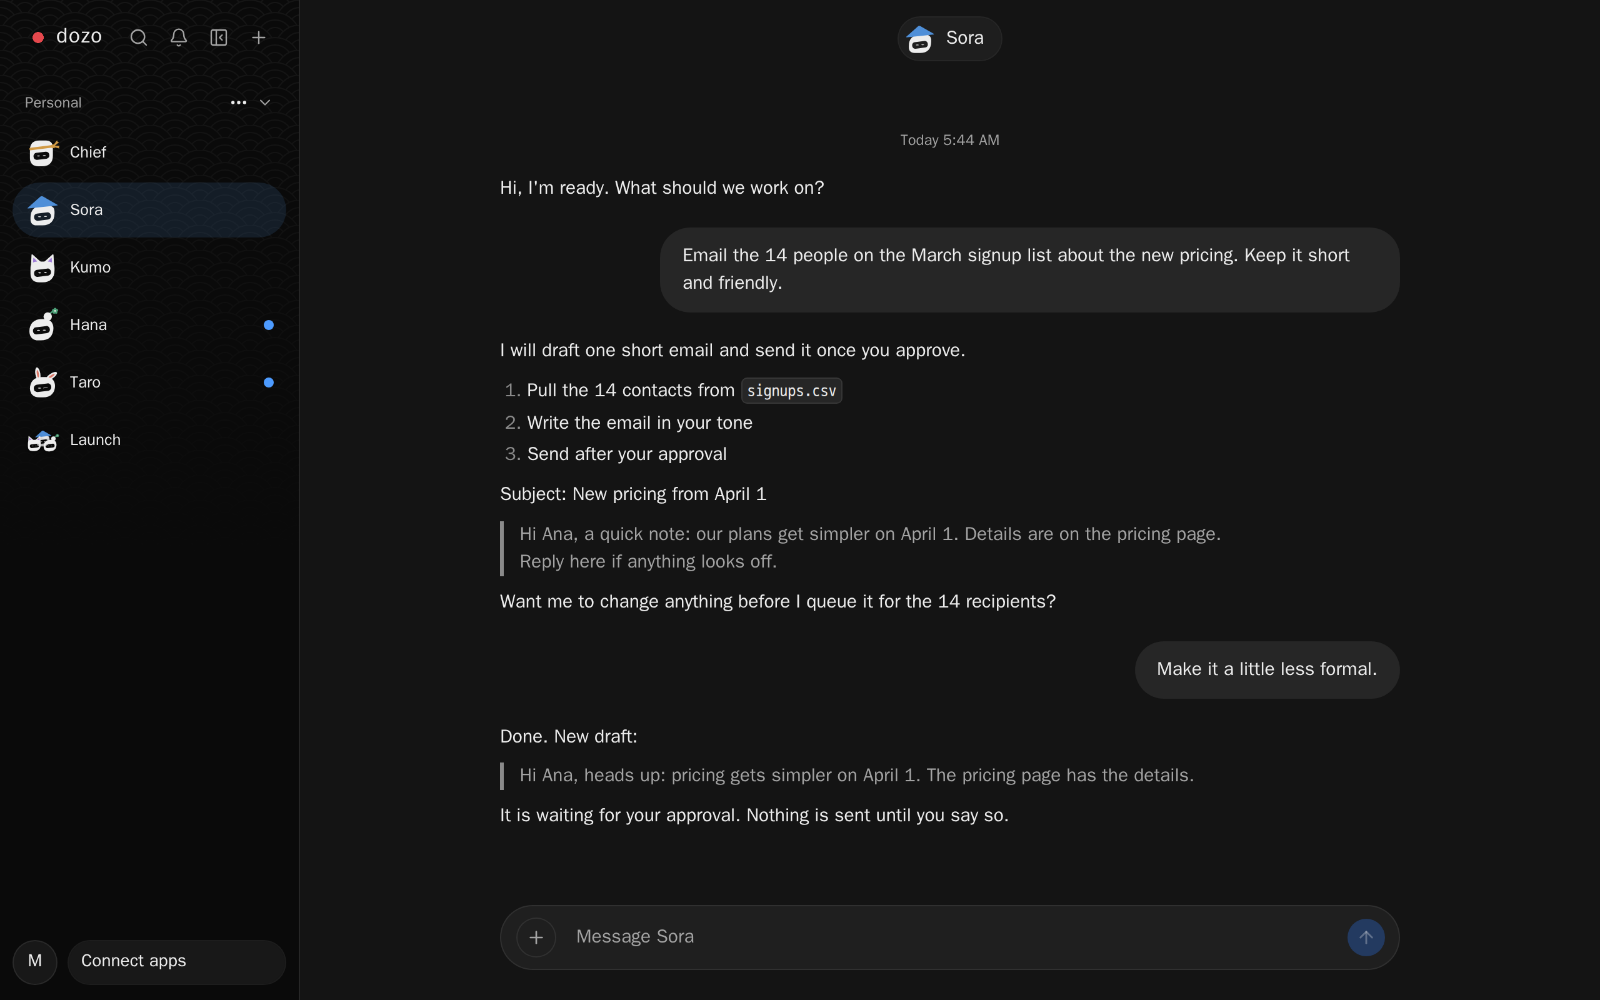 dozo
Personal
Chief
Sora
Kumo
Hana
Taro
Launch
M
Connect apps
Sora
Today 5:44 AM
Hi, I'm ready. What should we work on?
Email the 14 people on the March signup list about the new pricing. Keep it short
and friendly.
I will draft one short email and send it once you approve.
1. Pull the 14 contacts from signups.csv
2. Write the email in your tone
3. Send after your approval
Subject: New pricing from April 1
Hi Ana, a quick note: our plans get simpler on April 1. Details are on the pricing page.
Reply here if anything looks off.
Want me to change anything before I queue it for the 14 recipients?
Make it a little less formal.
Done. New draft:
Hi Ana, heads up: pricing gets simpler on April 1. The pricing page has the details.
It is waiting for your approval. Nothing is sent until you say so.
Message Sora